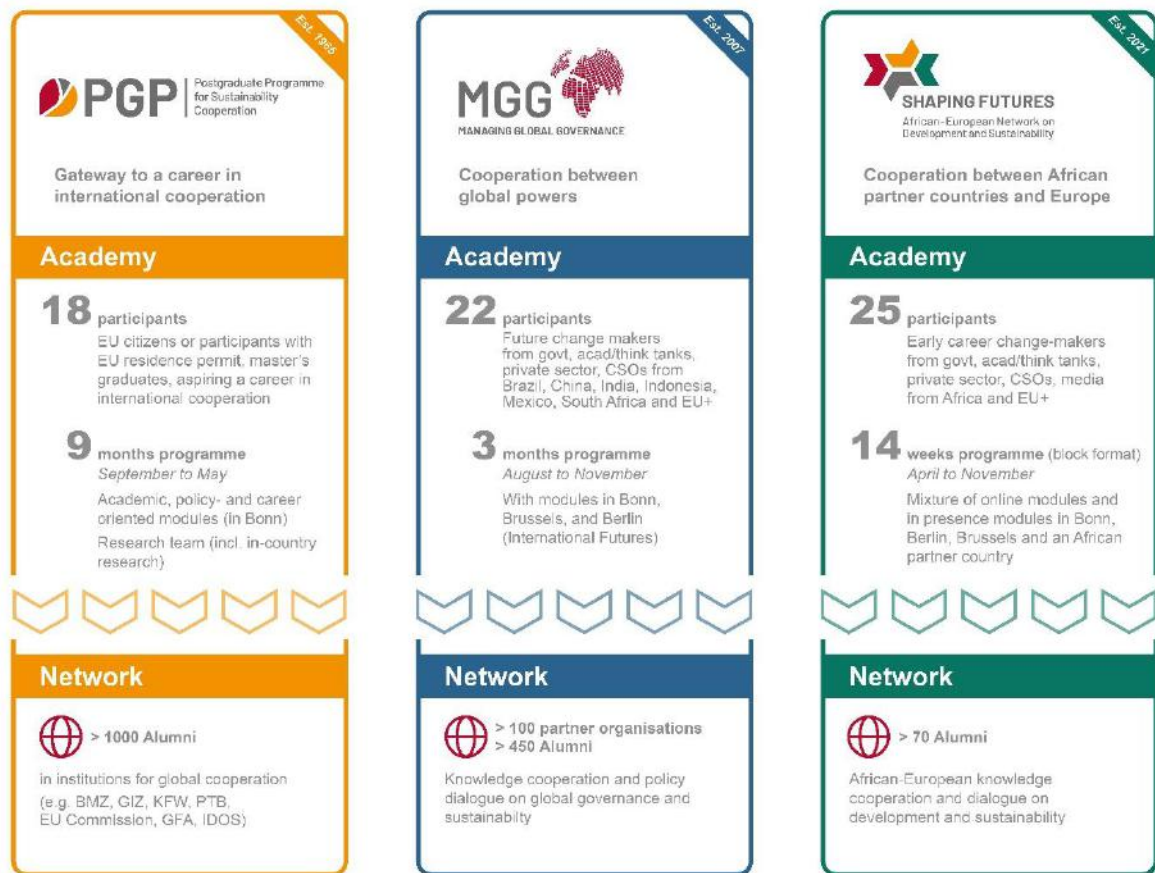 Est. 1965
PGP
Postgraduate Programme
for Sustainability
Cooperation
Gateway to a career in
international cooperation
Academy
18 participants
EU citizens or participants with
EU residence permit, master's
graduates, aspiring a career in
international cooperation
9 months programme
September to May
Academic, policy- and career
oriented modules (in Bonn)
Research team (incl. in-country
research)
Network
> 1000 Alumni
in institutions for global cooperation
(e.g. BMZ, GIZ, KFW, PTB,
EU Commission, GFA, IDOS)
Est. 2007
MGG
MANAGING GLOBAL GOVERNANCE
Cooperation between
global powers
Academy
22 participants
Future change makers
from govt, acad/think tanks,
private sector, CSOs from
Brazil, China, India, Indonesia,
Mexico, South Africa and EU+
3 months programme
August to November
With modules in Bonn,
Brussels, and Berlin
(International Futures)
Network
> 100 partner organisations
> 450 Alumni
Knowledge cooperation and policy
dialogue on global governance and
sustainabilty
Est. 2021
SHAPING FUTURES
African-European Network on
Development and Sustainability
Cooperation between African
partner countries and Europe
Academy
25 participants
Early career change-makers
from govt, acad/think tanks,
private sector, CSOs, media
from Africa and EU+
14 weeks programme (block format)
April to November
Mixture of online modules and
in presence modules in Bonn,
Berlin, Brussels and an African
partner country
Network
> 70 Alumni
African-European knowledge
cooperation and dialogue on
development and sustainability